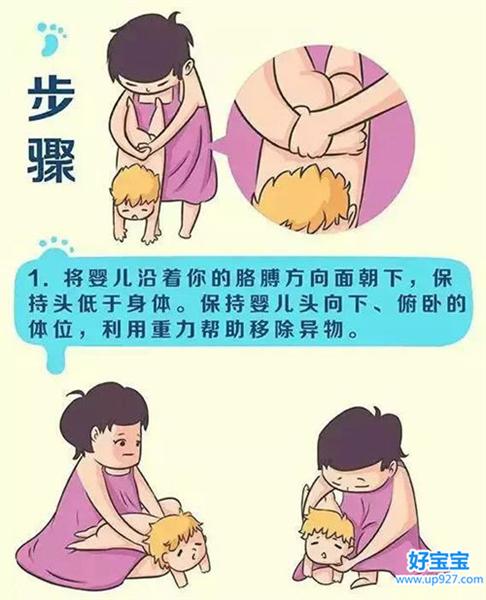 步骤
1. 将婴儿沿着你的胳膊方向面朝下，保
持头低于身体。保持婴儿头向下、俯卧的
体位，利用重力帮助移除异物。
好宝宝
www.up927.com